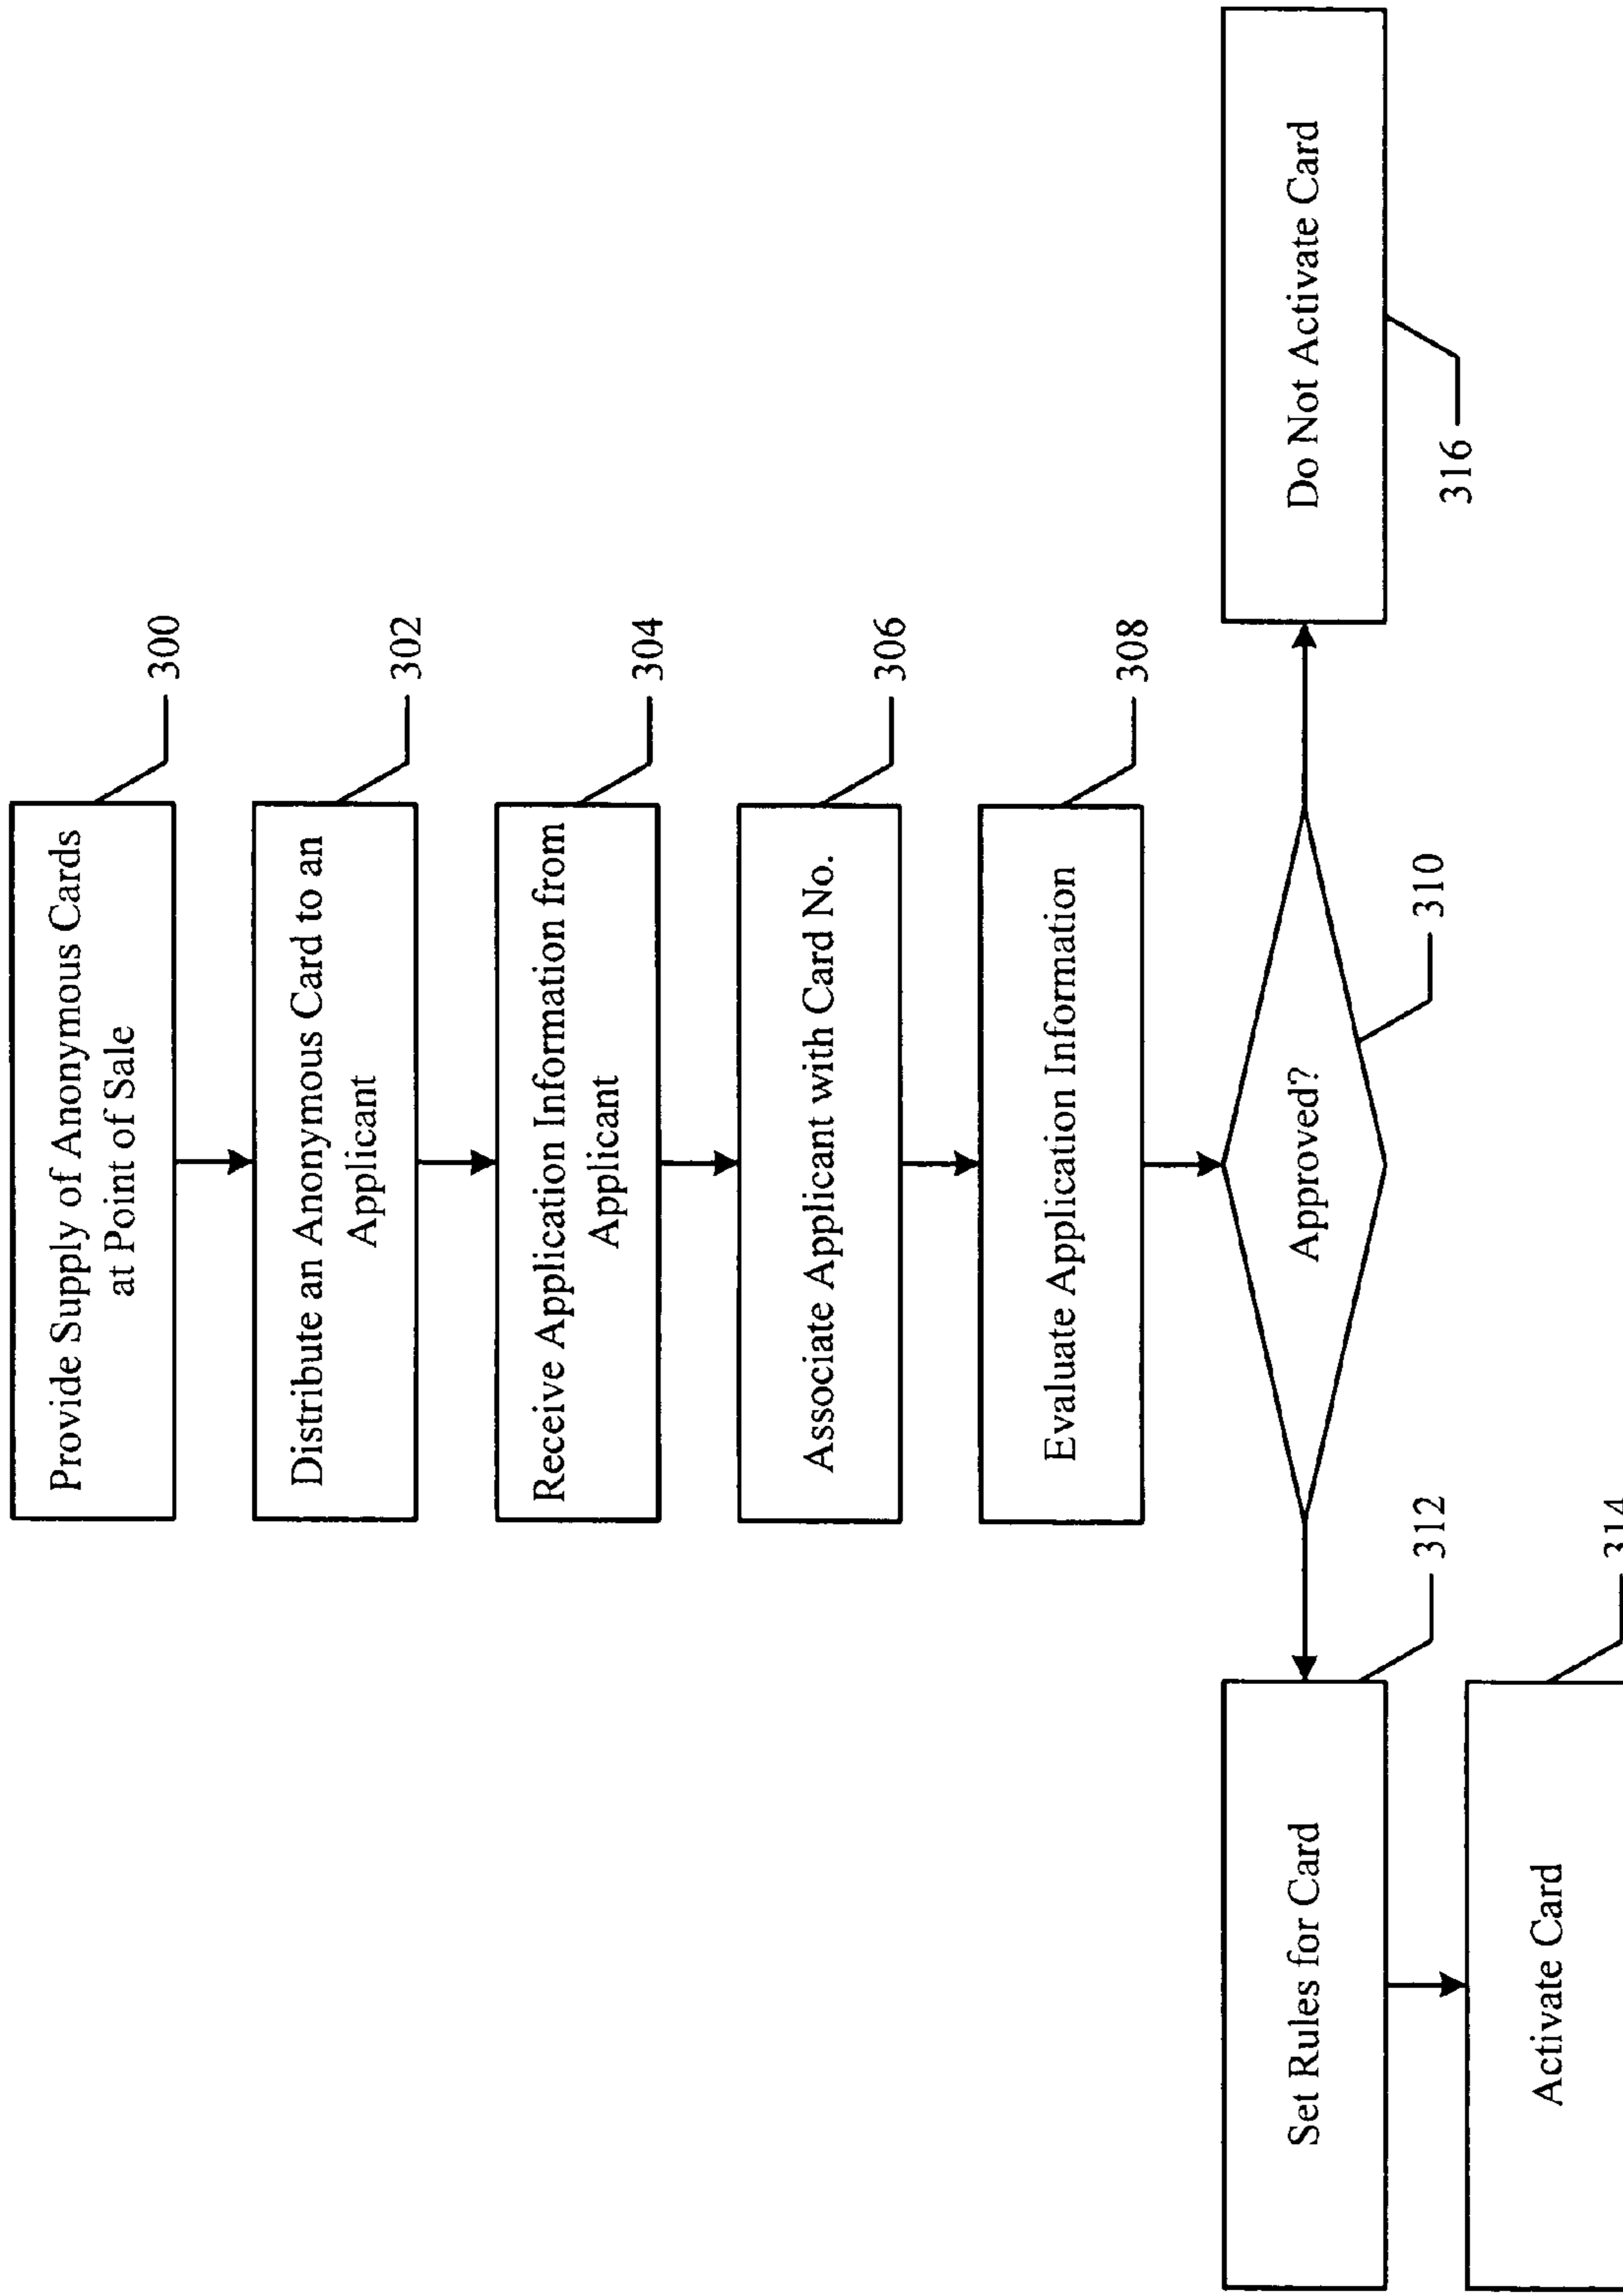 Provide Supply of Anonymous Cards
at Point of Sale
300
Distribute an Anonymous Card to an
Applicant
302
Receive Application Information from
Applicant
304
Associate Applicant with Card No.
306
Evaluate Application Information
308
Approved?
310
Set Rules for Card
312
Do Not Activate Card
316
Activate Card
314